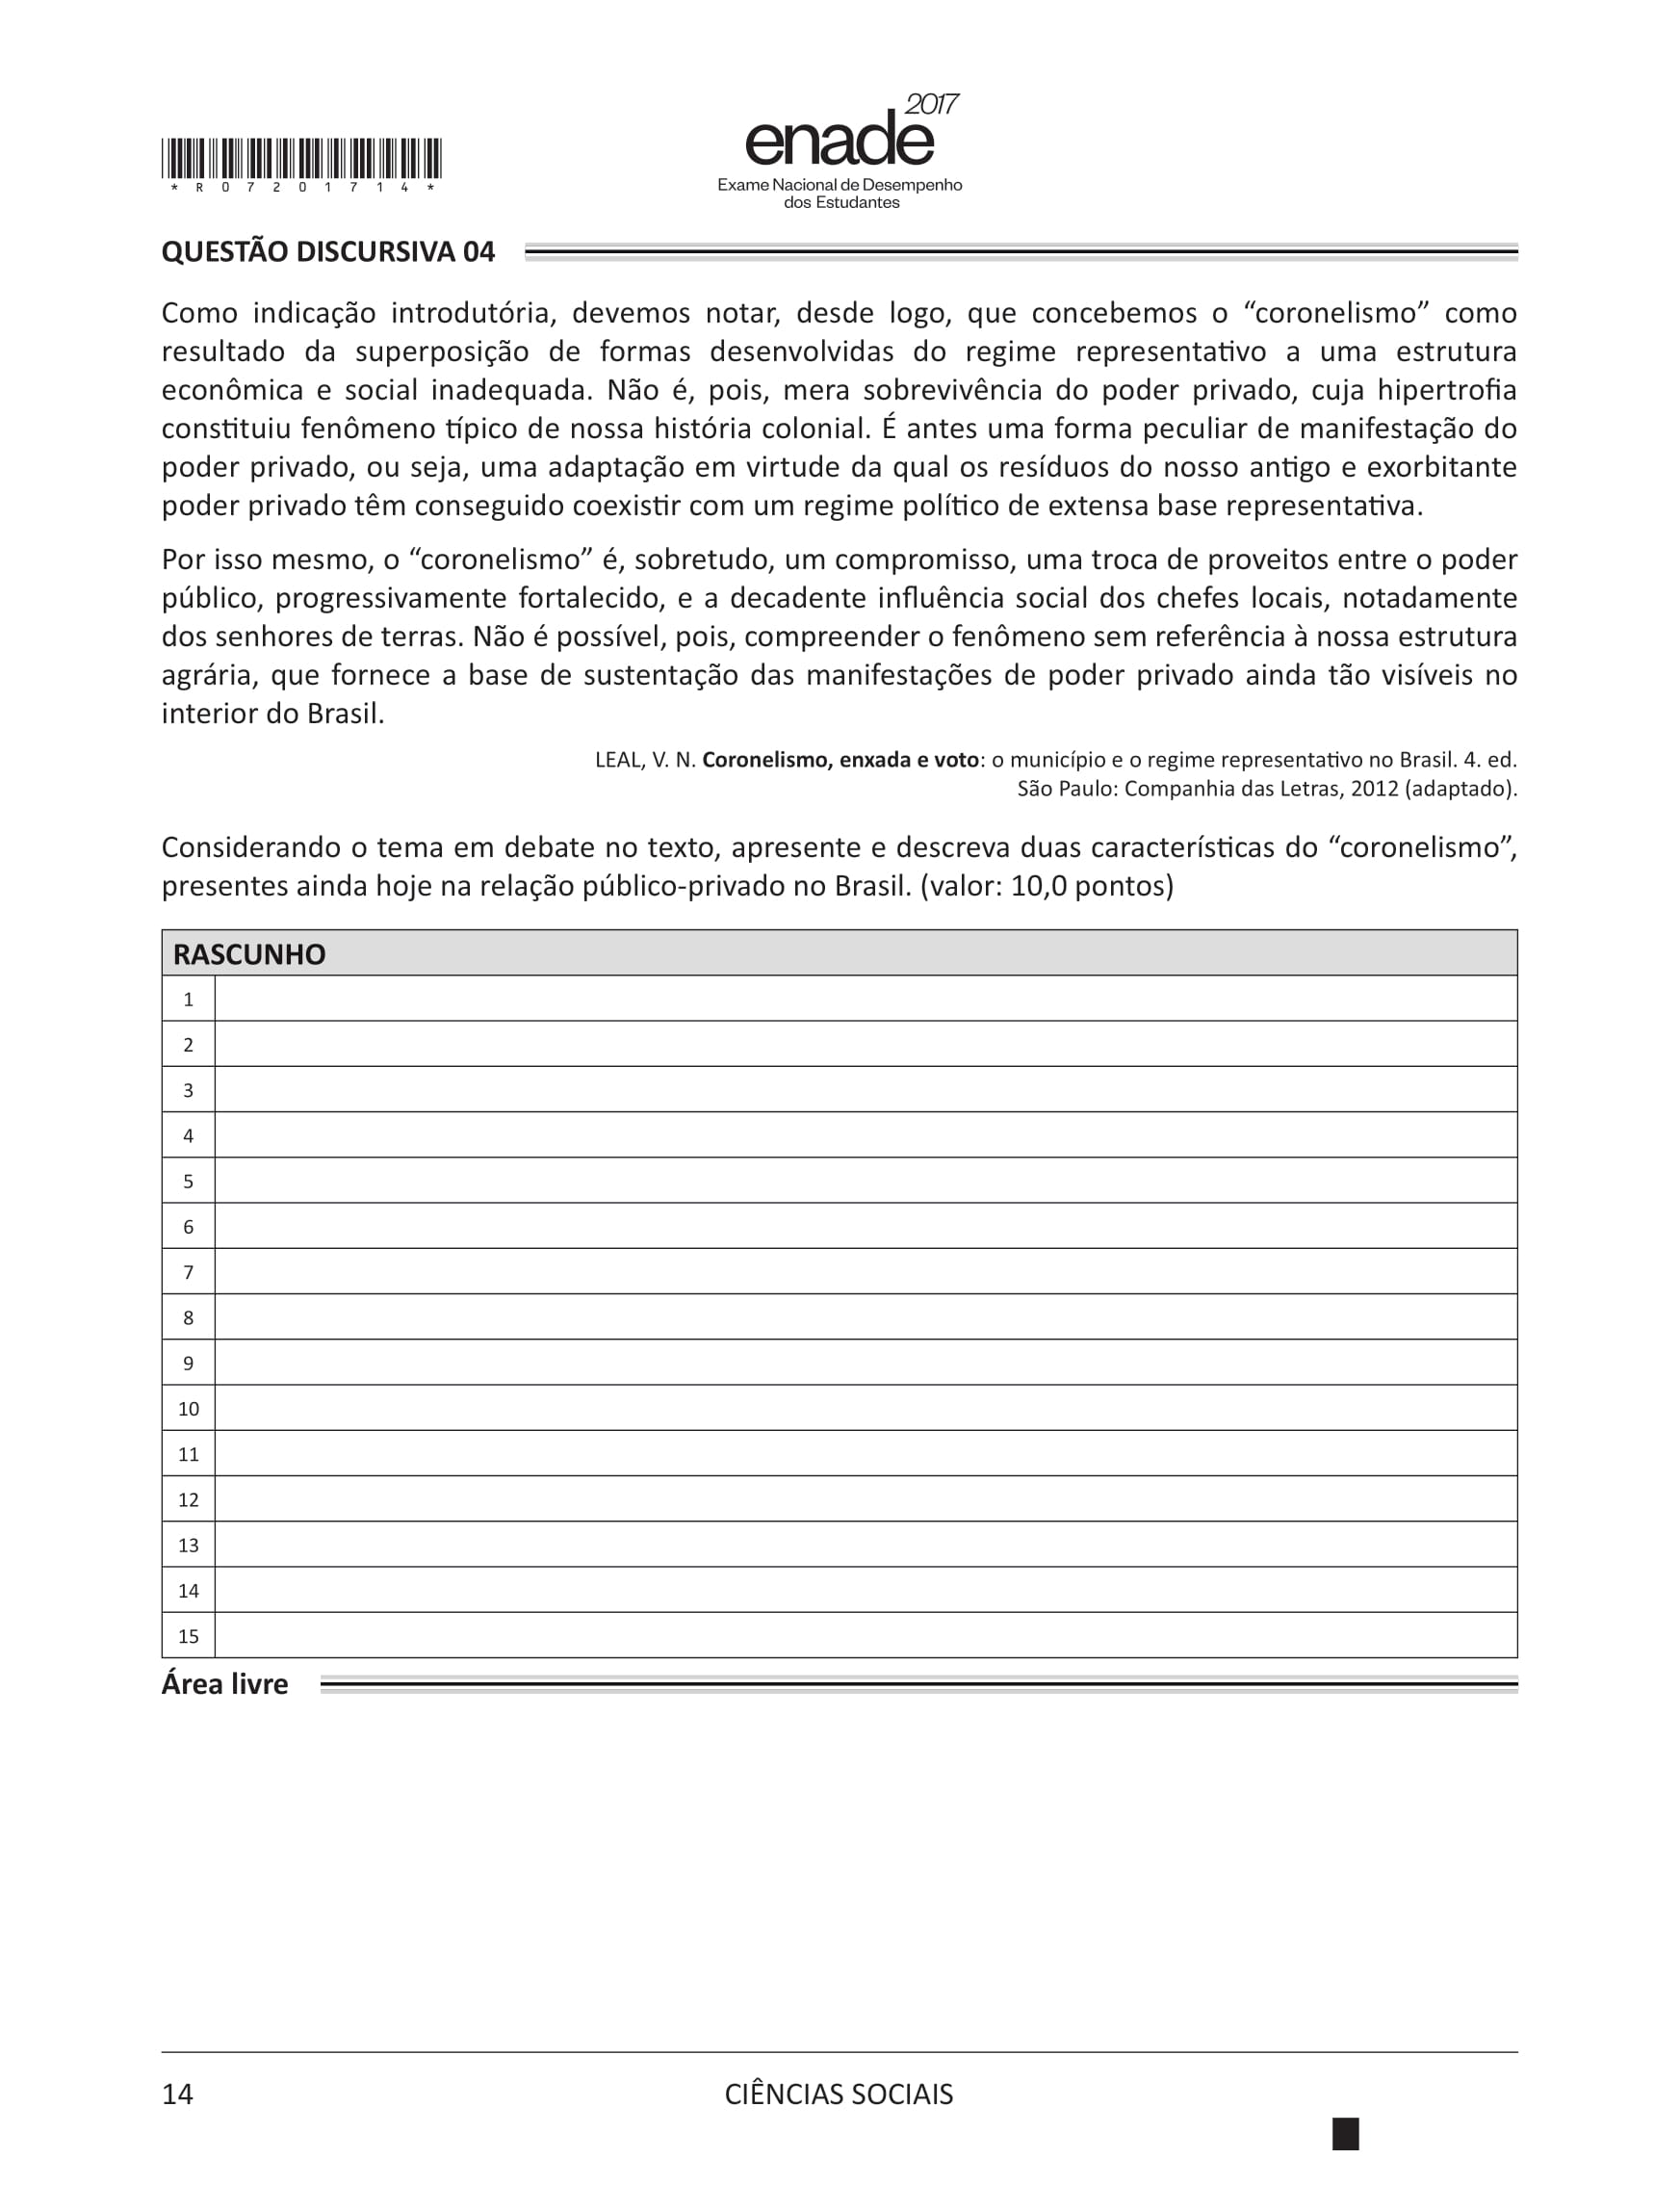 2017
enade
Exame Nacional de Desempenho
dos Estudantes
*R07201714*
QUESTÃO DISCURSIVA 04
Como indicação introdutória, devemos notar, desde logo, que concebemos o “coronelismo” como
resultado da superposição de formas desenvolvidas do regime representativo a uma estrutura
econômica e social inadequada. Não é, pois, mera sobrevivência do poder privado, cuja hipertrofia
constituiu fenômeno típico de nossa história colonial. É antes uma forma peculiar de manifestação do
poder privado, ou seja, uma adaptação em virtude da qual os resíduos do nosso antigo e exorbitante
poder privado têm conseguido coexistir com um regime político de extensa base representativa.
Por isso mesmo, o “coronelismo” é, sobretudo, um compromisso, uma troca de proveitos entre o poder
público, progressivamente fortalecido, e a decadente influência social dos chefes locais, notadamente
dos senhores de terras. Não é possível, pois, compreender o fenômeno sem referência à nossa estrutura
agrária, que fornece a base de sustentação das manifestações de poder privado ainda tão visíveis no
interior do Brasil.
LEAL, V. N. Coronelismo, enxada e voto: o município e o regime representativo no Brasil. 4. ed.
São Paulo: Companhia das Letras, 2012 (adaptado).
Considerando o tema em debate no texto, apresente e descreva duas características do “coronelismo”,
presentes ainda hoje na relação público-privado no Brasil. (valor: 10,0 pontos)
RASCUNHO
1
2
3
4
5
6
7
8
9
10
11
12
13
14
15
Área livre
14
CIÊNCIAS SOCIAIS